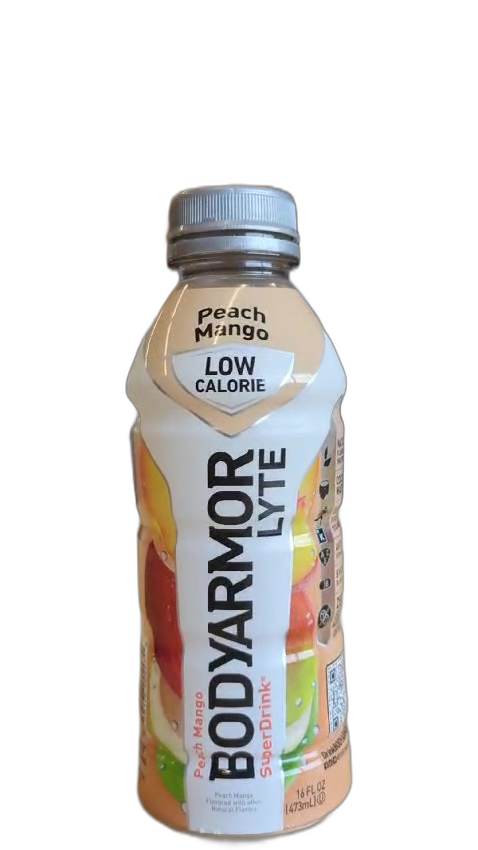 Peach
Mango
LOW
CALORIE
BODYARMOR
LYTE
Peach Mango
SuperDrink®
Peach Mango
Flavored with other
Natural Flavors
16 FL OZ
(473mL)